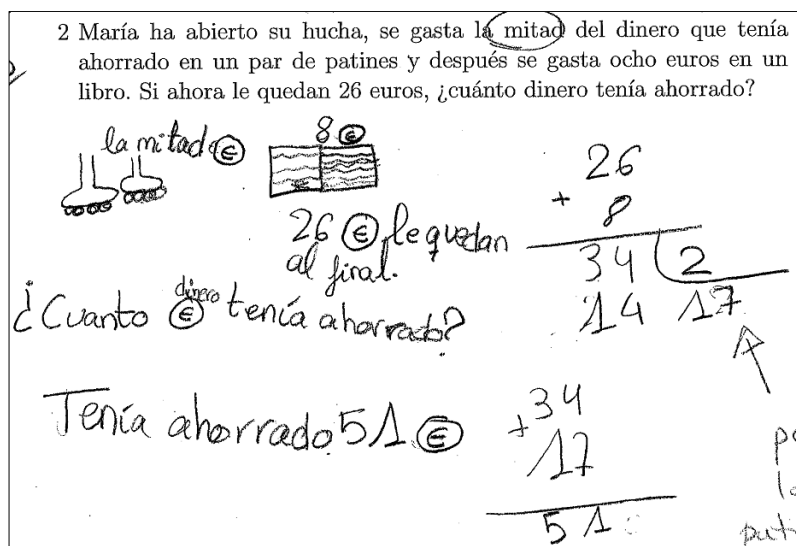 2 María ha abierto su hucha, se gasta la mitad del dinero que tenía
ahorrado en un par de patines y después se gasta ocho euros en un
libro. Si ahora le quedan 26 euros, ¿cuánto dinero tenía ahorrado?
la mitad €
8 €
26 € le quedan
al final.
¿Cuanto dinero € tenía ahorrado?
Tenía ahorrado 51 €
26
+ 8
34 2
14 17
34
+ 17
51